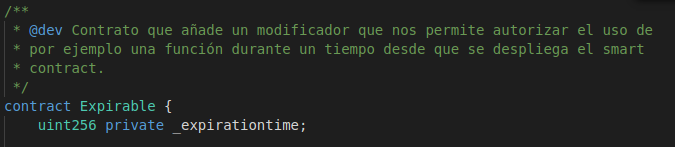 /**
* @dev Contrato que añade un modificador que nos permite autorizar el uso de
* por ejemplo una función durante un tiempo desde que se despliega el smart
* contract.
*/
contract Expirable {
uint256 private _expirationtime;